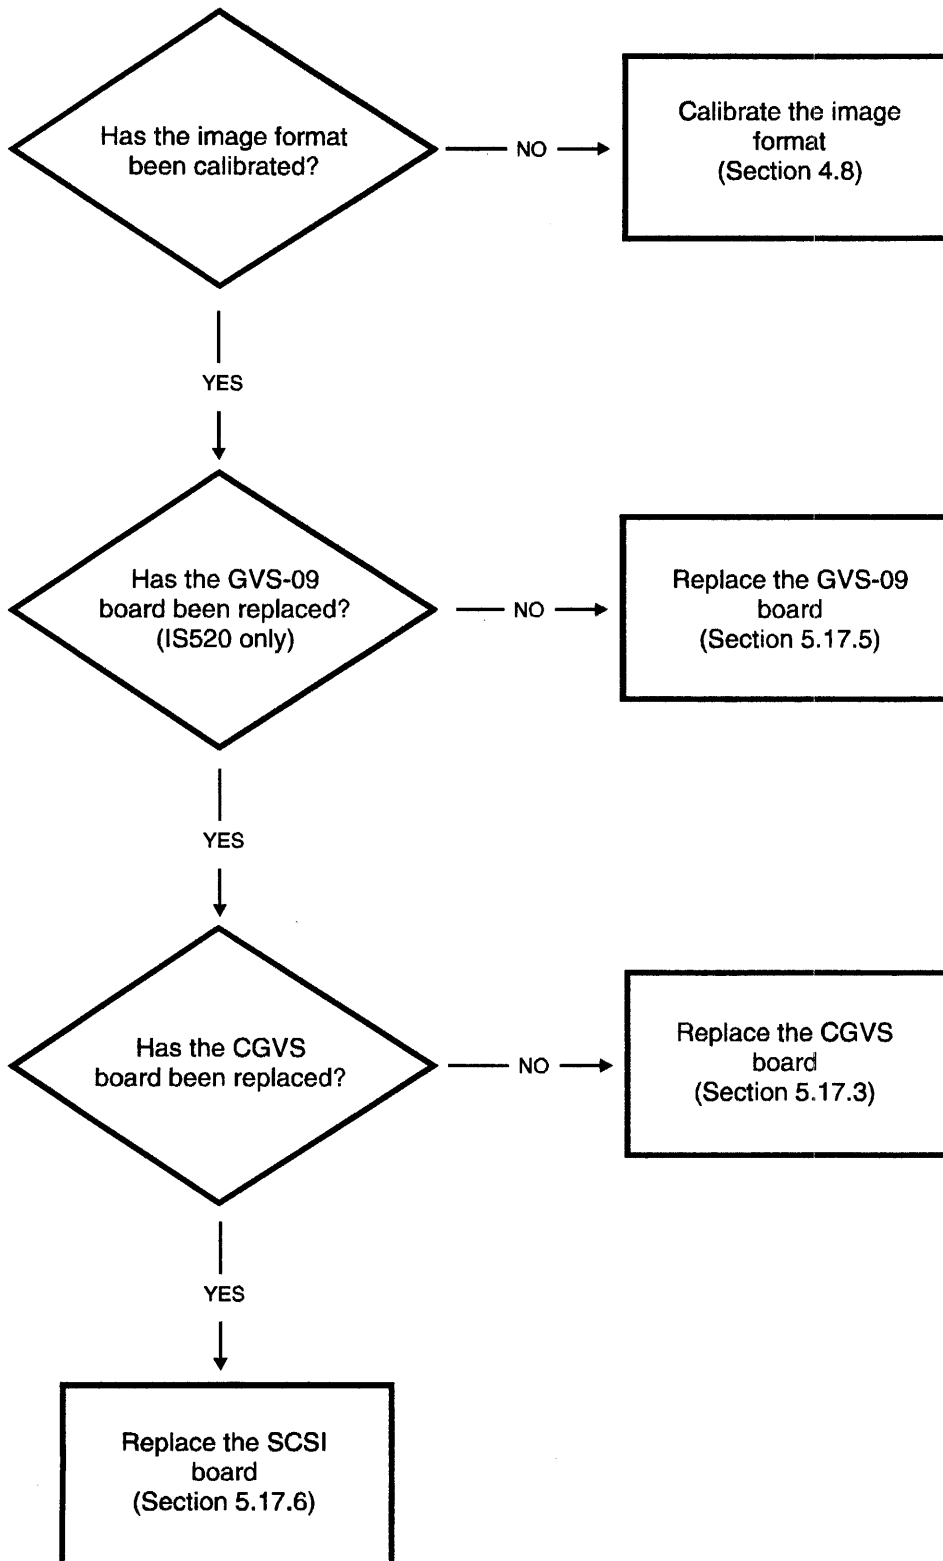 Has the image format
been calibrated?
NO
Calibrate the image
format
(Section 4.8)
YES
Has the GVS-09
board been replaced?
(IS520 only)
NO
Replace the GVS-09
board
(Section 5.17.5)
YES
Has the CGVS
board been replaced?
NO
Replace the CGVS
board
(Section 5.17.3)
YES
Replace the SCSI
board
(Section 5.17.6)